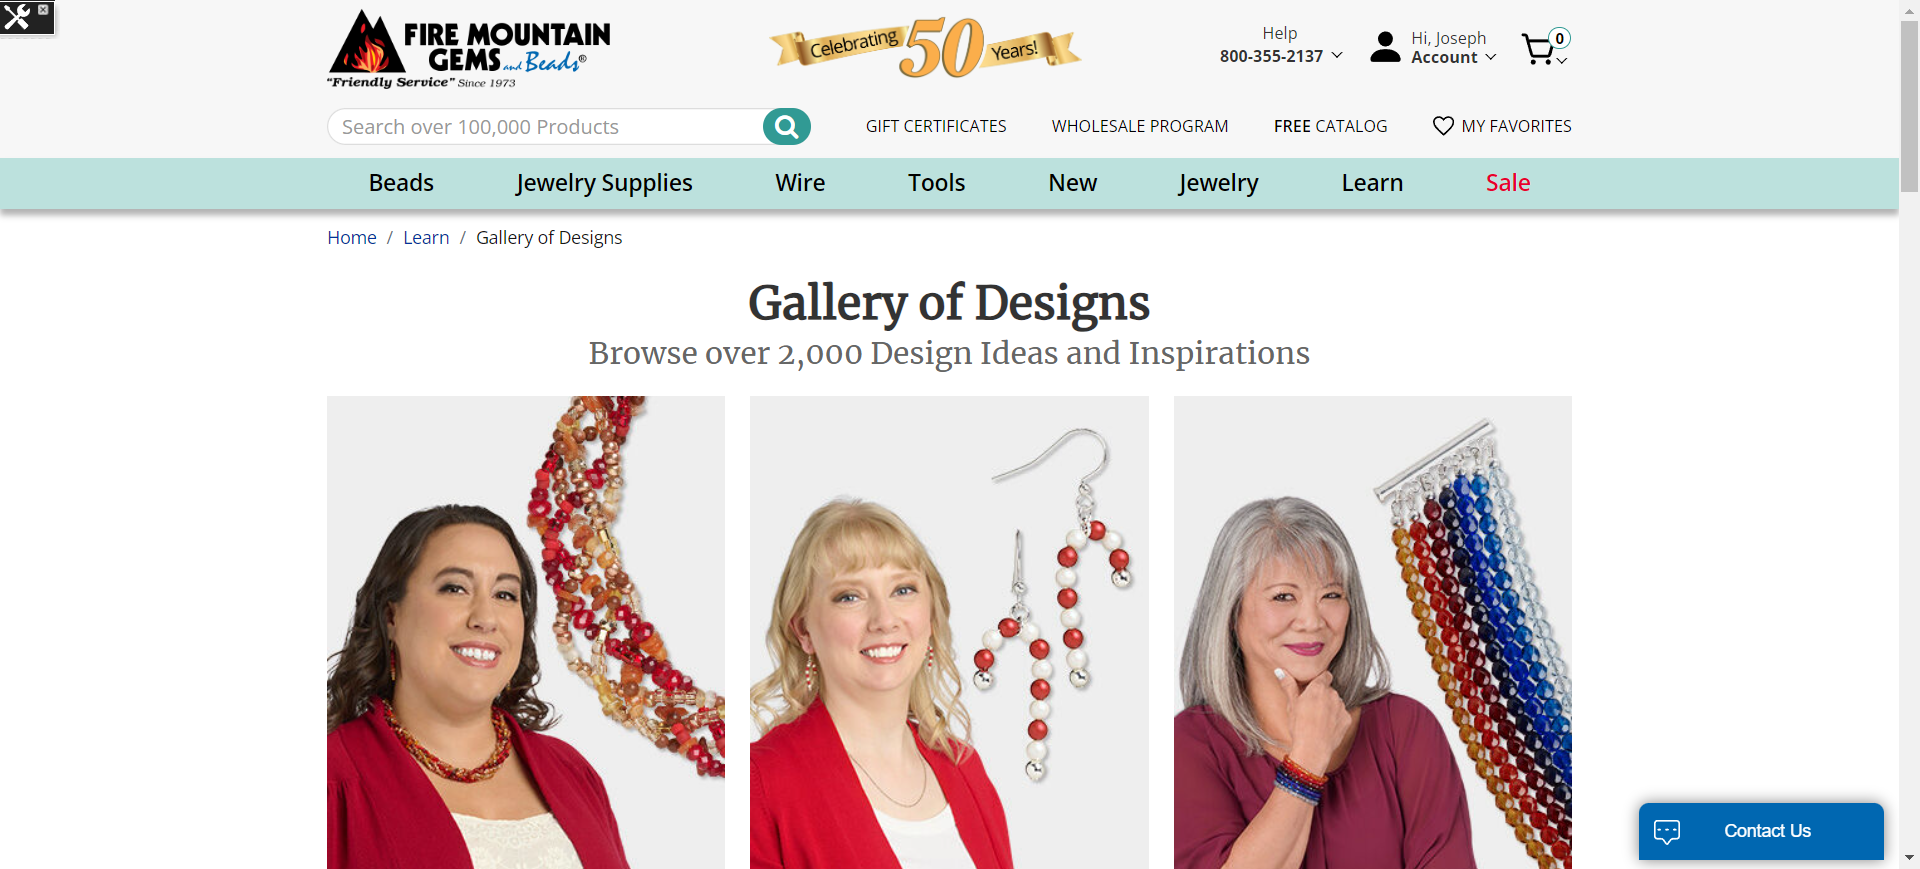 FIRE MOUNTAIN
GEMS and Beads®
"Friendly Service" Since 1973
Celebrating 50 Years!
Help
800-355-2137
Hi, Joseph
Account
0
Search over 100,000 Products
GIFT CERTIFICATES
WHOLESALE PROGRAM
FREE CATALOG
MY FAVORITES
Beads
Jewelry Supplies
Wire
Tools
New
Jewelry
Learn
Sale
Home / Learn / Gallery of Designs
Gallery of Designs
Browse over 2,000 Design Ideas and Inspirations
Contact Us